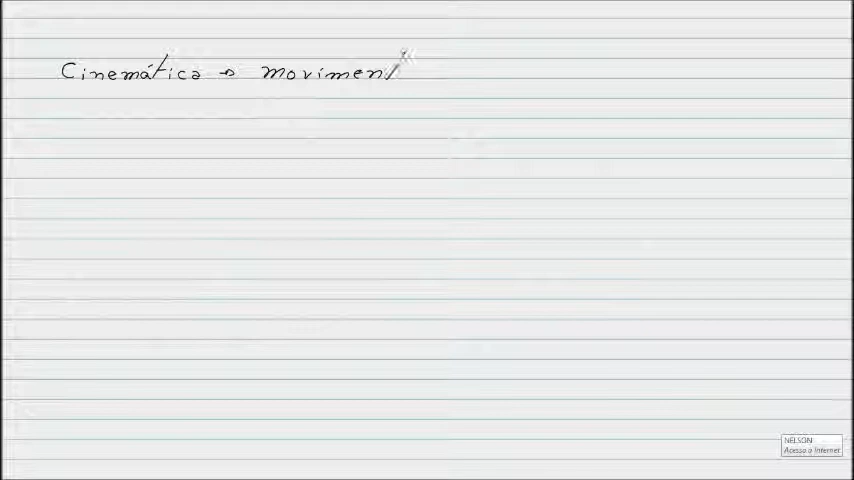 Cinemática → movimen
NELSON
Acesso a Internet